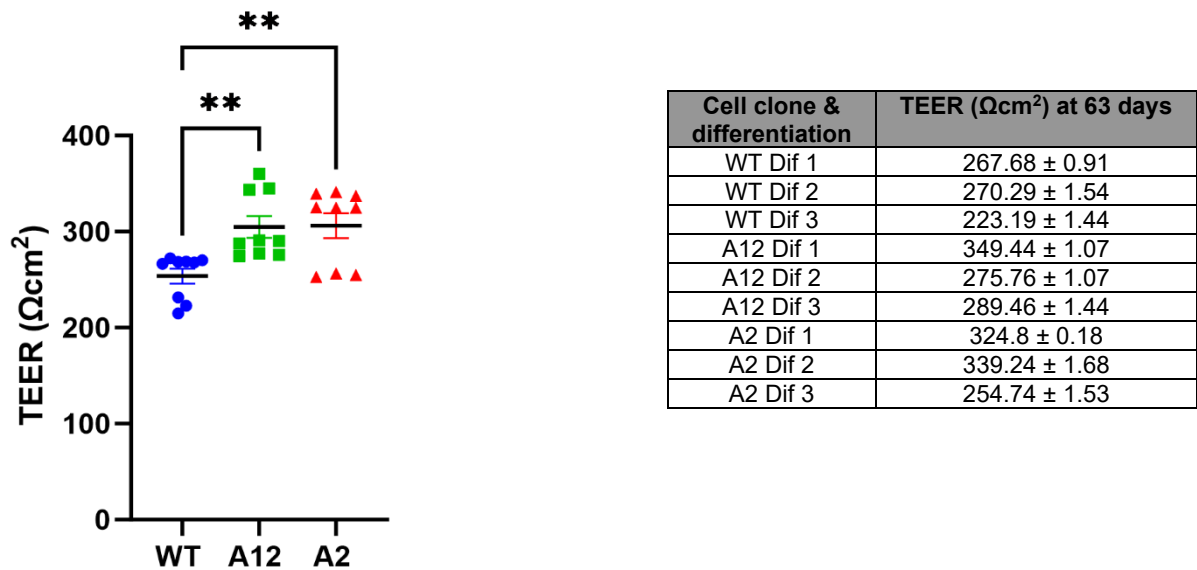 **
**
TEER (Ωcm²)
400
300
200
100
0
WT A12 A2
Cell clone & differentiation TEER (Ωcm²) at 63 days
WT Dif 1 267.68 ± 0.91
WT Dif 2 270.29 ± 1.54
WT Dif 3 223.19 ± 1.44
A12 Dif 1 349.44 ± 1.07
A12 Dif 2 275.76 ± 1.07
A12 Dif 3 289.46 ± 1.44
A2 Dif 1 324.8 ± 0.18
A2 Dif 2 339.24 ± 1.68
A2 Dif 3 254.74 ± 1.53